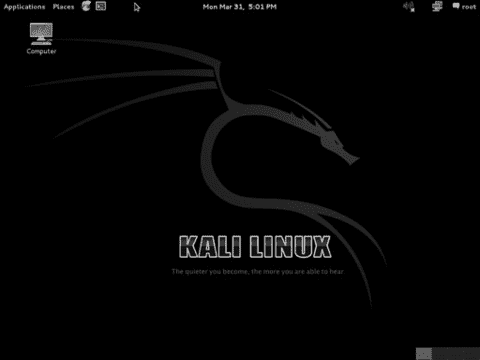 Applications Places Mon Mar 31, 5:01 PM root
Computer
KALI LINUX
The quieter you become, the more you are able to hear